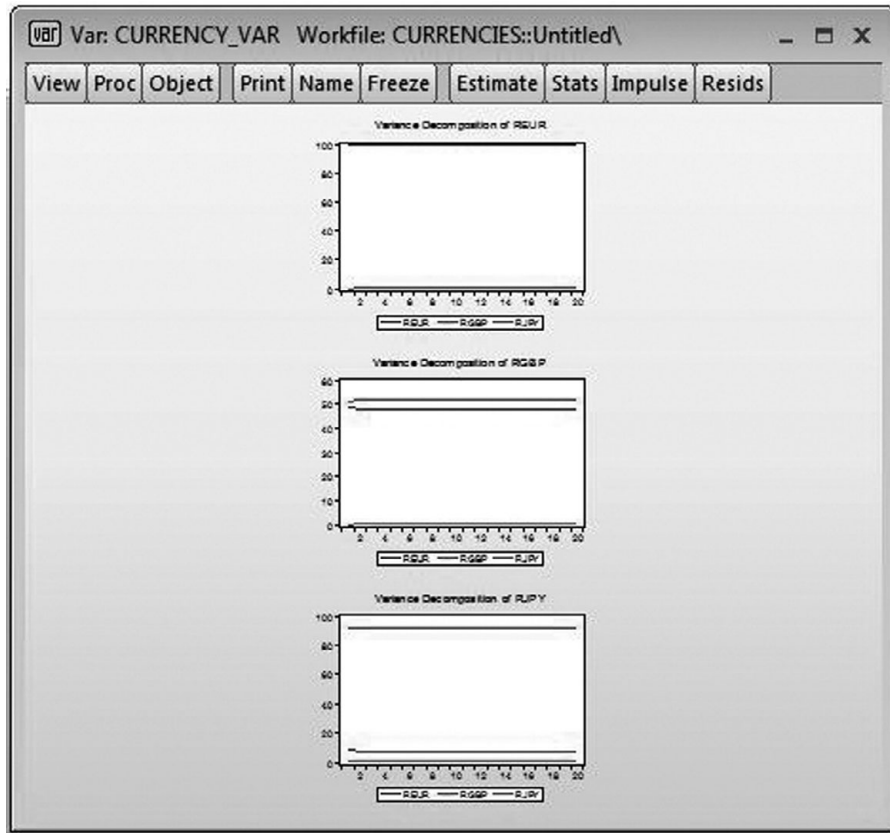 var Var: CURRENCY_VAR Workfile: CURRENCIES::Untitled\
View Proc Object Print Name Freeze Estimate Stats Impulse Resids
Variance Decomposition of REUR
100
80
60
40
20
0
2 4 6 8 10 12 14 16 18 20
REUR RGBP RJPY
Variance Decomposition of RGBP
60
50
40
30
20
10
0
2 4 6 8 10 12 14 16 18 20
REUR RGBP RJPY
Variance Decomposition of RJPY
100
80
60
40
20
0
2 4 6 8 10 12 14 16 18 20
REUR RGBP RJPY